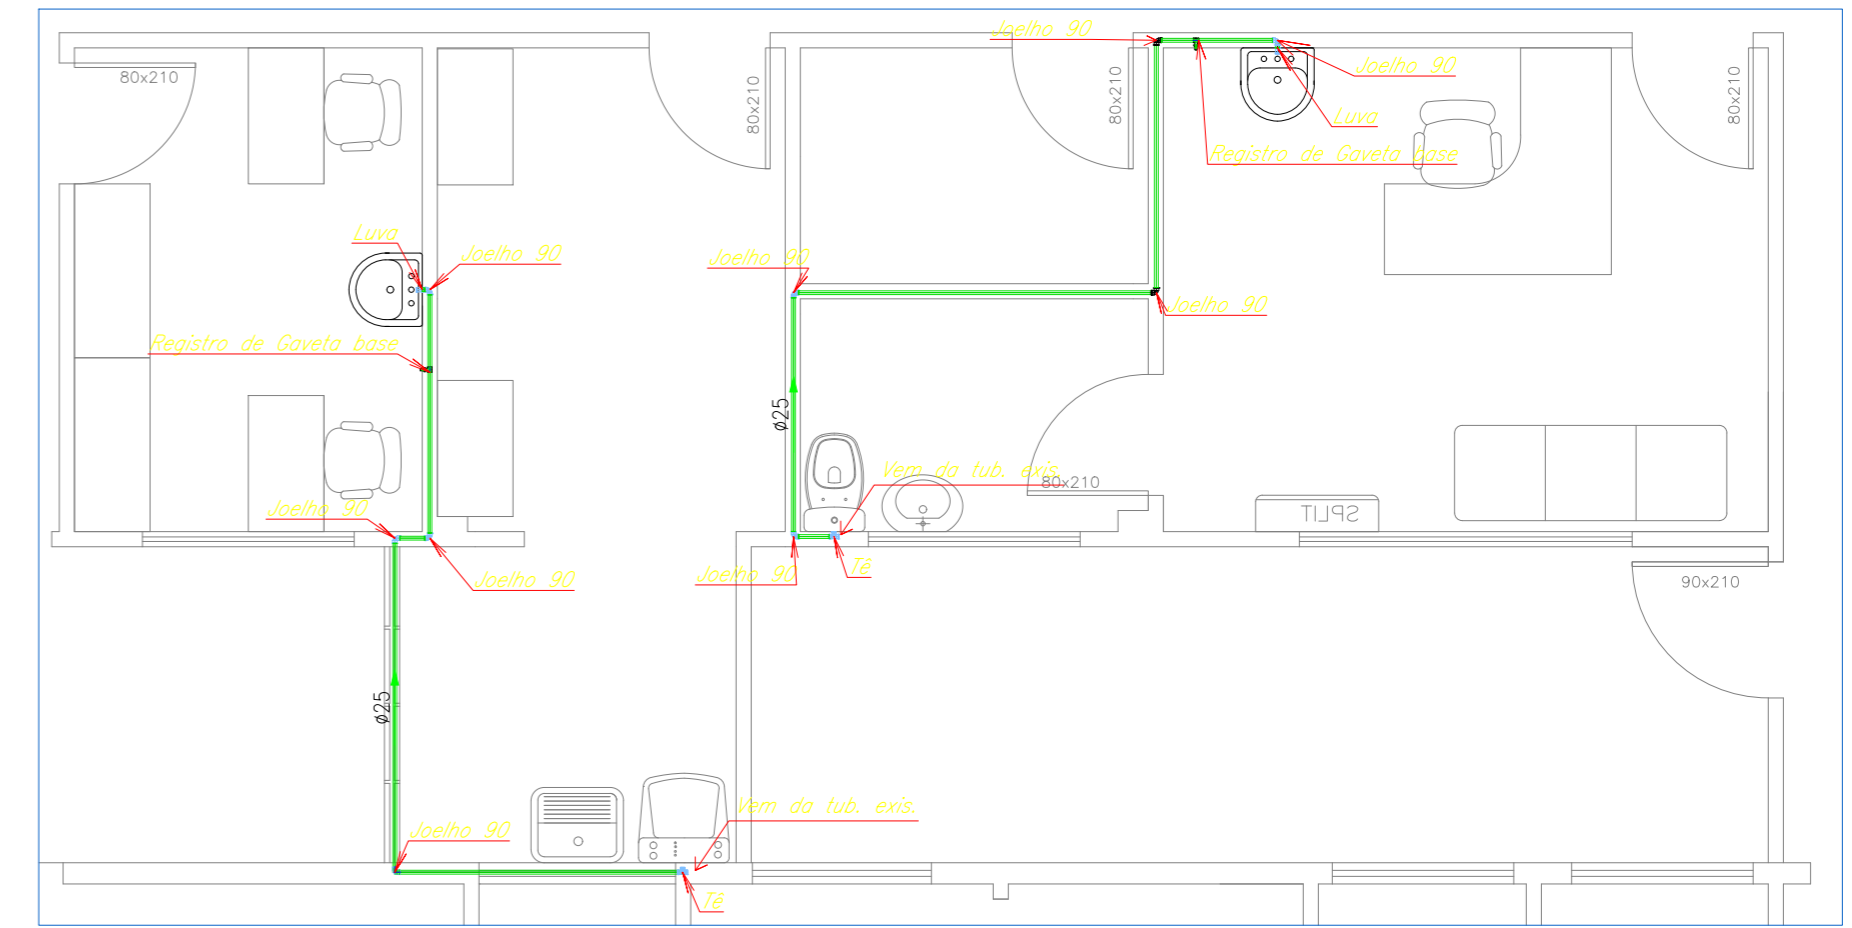 Joelho 90
80x210
80x210
80x210
80x210
Joelho 90
Luva
Registro de Gaveta base
Luva
Joelho 90
Joelho 90
Joelho 90
Registro de Gaveta base
ø25
Vem da tub. exis.
80x210
Joelho 90
SPLIT
Joelho 90
Joelho 90
Tê
90x210
ø25
Vem da tub. exis.
Joelho 90
Tê